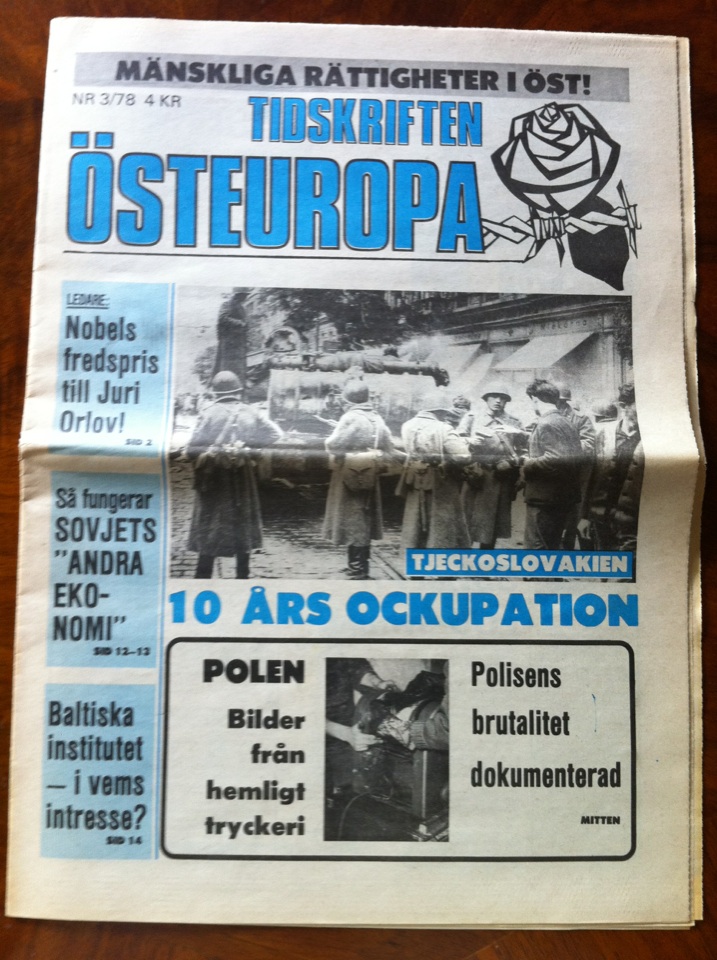 MÄNSKLIGA RÄTTIGHETER I ÖST!
NR 3/78 4 KR
TIDSKRIFTEN
ÖSTEUROPA
LEDARE:
Nobels
fredspris
till Juri
Orlov!
SID 2
Så fungerar
SOVJETS
"ANDRA
EKO-
NOMI"
SID 12–13
Baltiska
institutet
– i vems
intresse?
SID 14
TJECKOSLOVAKIEN
10 ÅRS OCKUPATION
POLEN
Bilder
från
hemligt
tryckeri
Polisens
brutalitet
dokumenterad
MITTEN